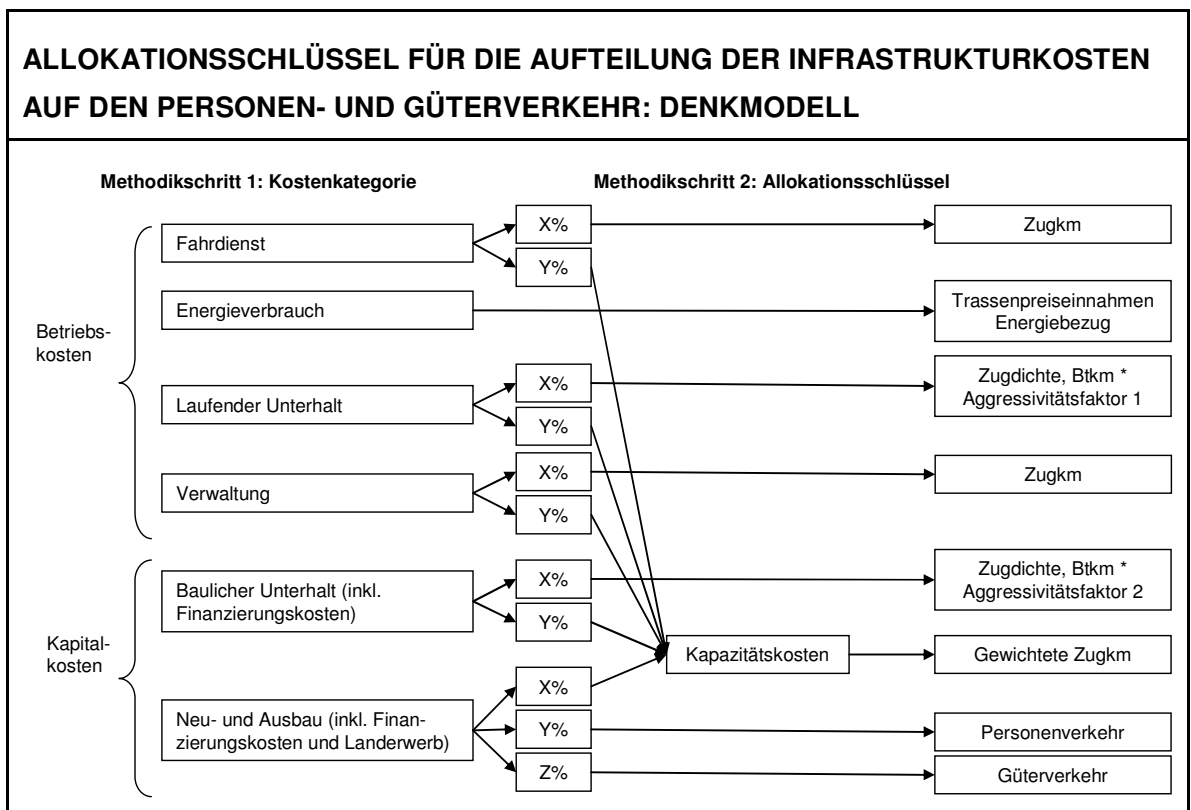 ALLOKATIONSSCHLÜSSEL FÜR DIE AUFTEILUNG DER INFRASTRUKTURKOSTEN
AUF DEN PERSONEN- UND GÜTERVERKEHR: DENKMODELL
Methodikschritt 1: Kostenkategorie
Methodikschritt 2: Allokationsschlüssel
Betriebs-
kosten
Fahrdienst
X%
Y%
Zugkm
Energieverbrauch
Trassenpreiseinnahmen
Energiebezug
Laufender Unterhalt
X%
Y%
Zugdichte, Btkm *
Aggressivitätsfaktor 1
Verwaltung
X%
Y%
Zugkm
Kapital-
kosten
Baulicher Unterhalt (inkl.
Finanzierungskosten)
X%
Y%
Zugdichte, Btkm *
Aggressivitätsfaktor 2
Kapazitätskosten
Gewichtete Zugkm
Neu- und Ausbau (inkl. Finan-
zierungskosten und Landerwerb)
X%
Y%
Z%
Personenverkehr
Güterverkehr